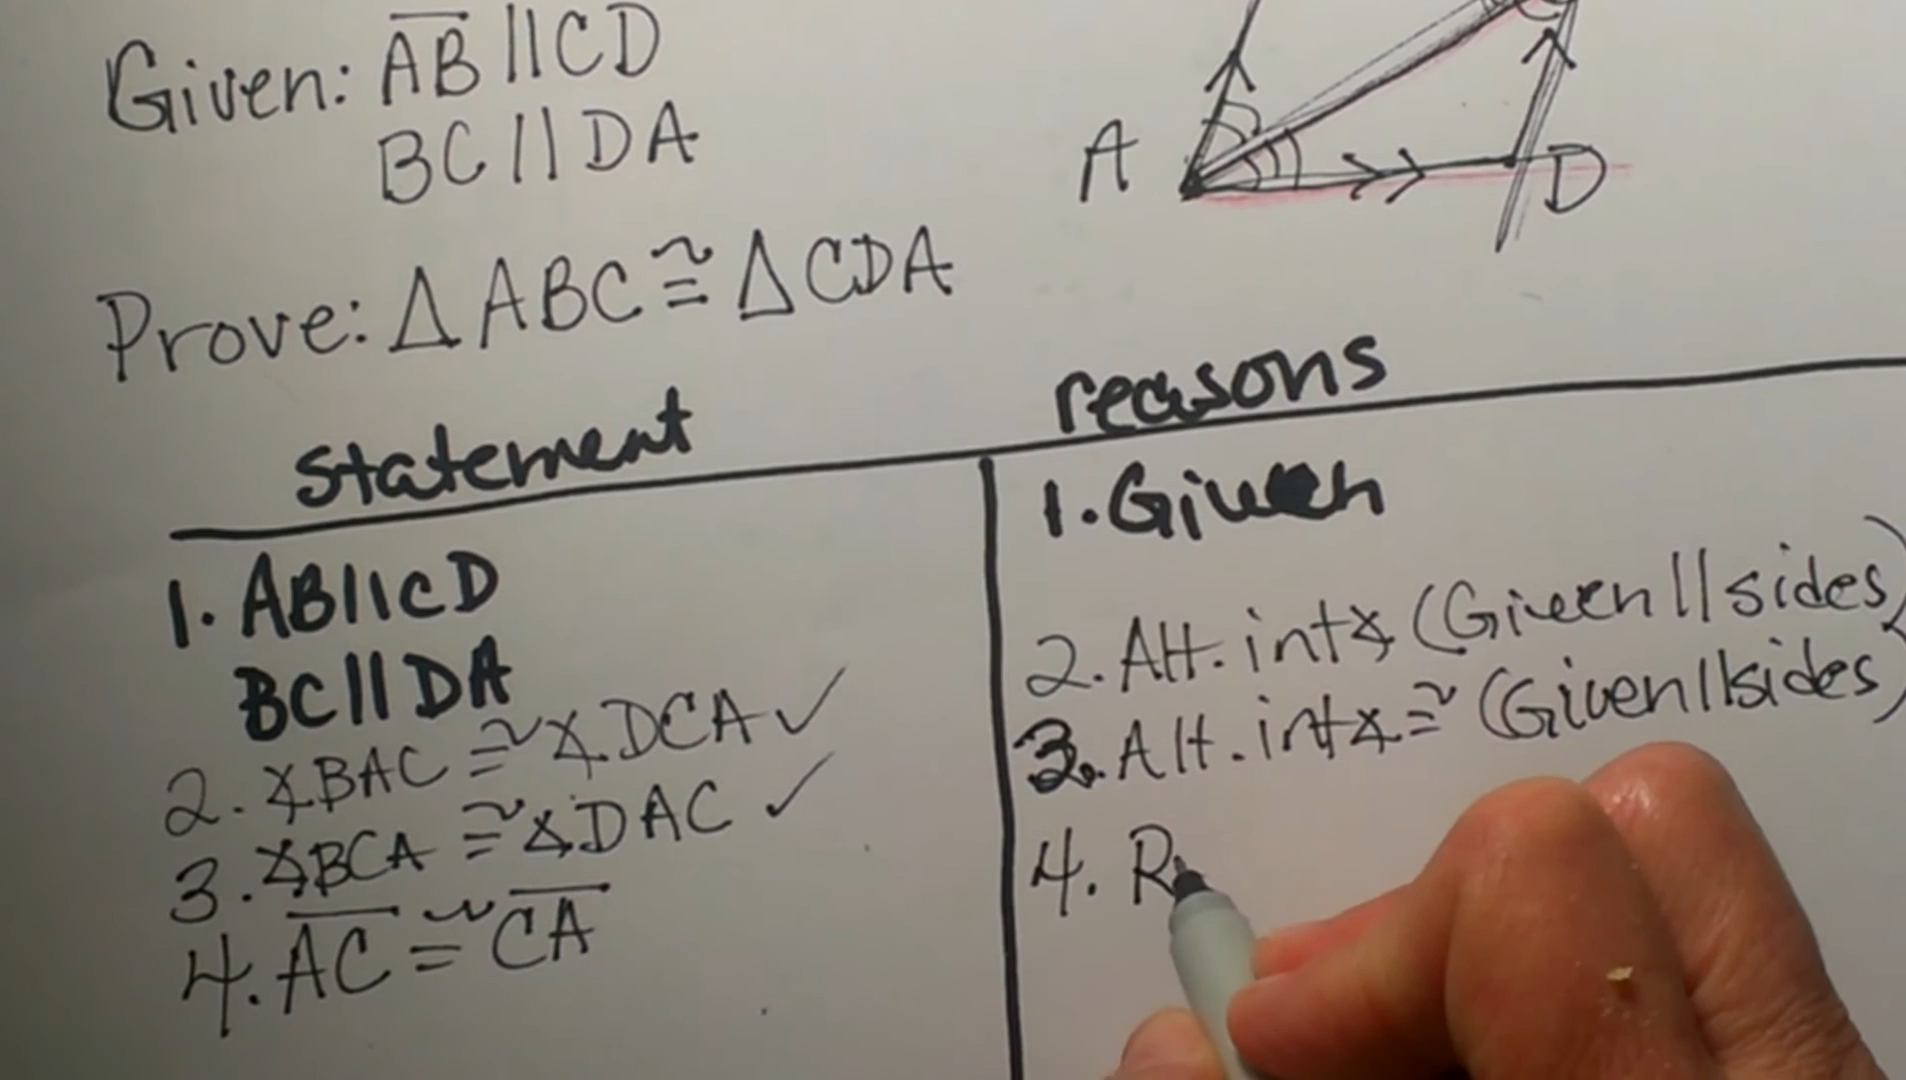 Given: AB || CD
BC || DA
A
D
Prove: △ABC ≅ △CDA
statement
reasons
1. AB||CD
BC||DA
2. ∡BAC ≅ ∡DCA ✓
3. ∡BCA ≅ ∡DAC ✓
4. AC ≅ CA
1. Given
2. Alt. int ∡ (Given || sides)
3. Alt. int ∡ ≅ (Given || sides)
4. R